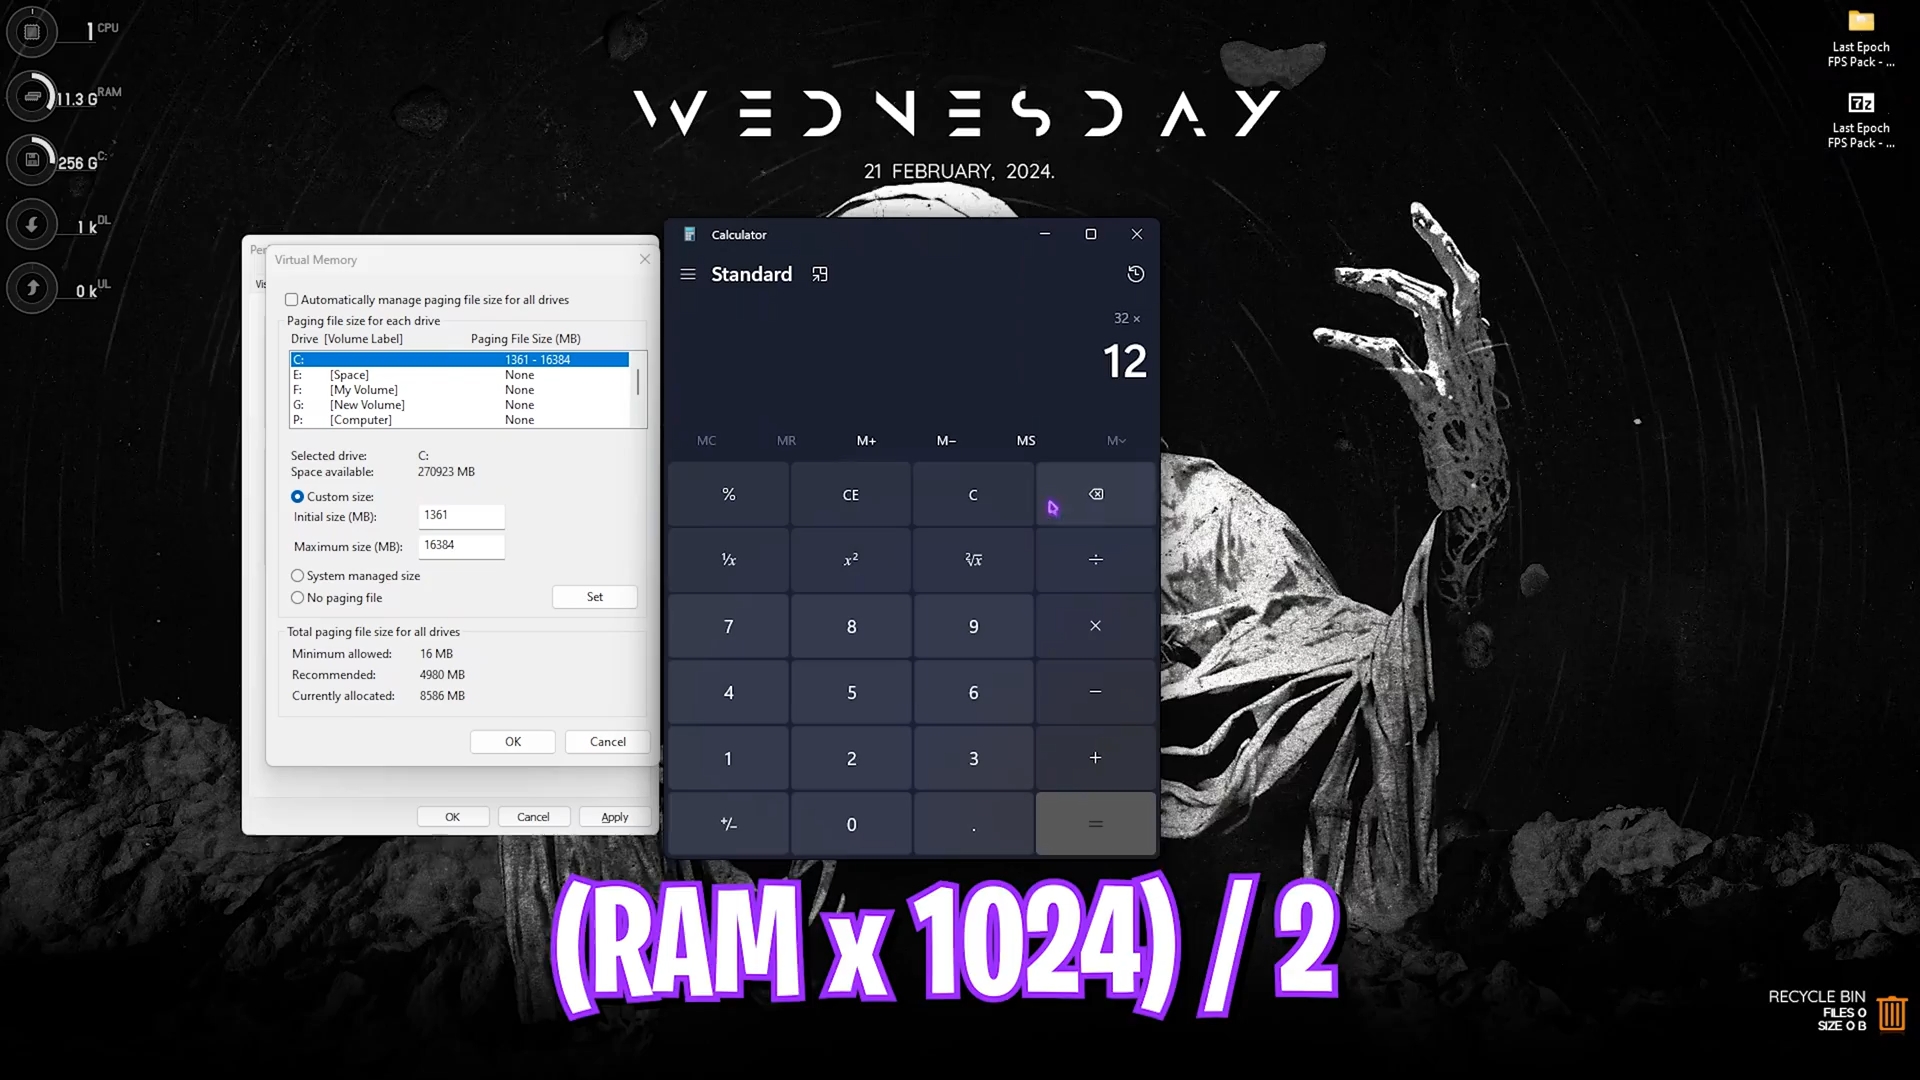 1 CPU
11.3 G RAM
256 G C:
1 k DL
0 k UL
WEDNESDAY
21 FEBRUARY, 2024.
Last Epoch
FPS Pack - ...
7z
Last Epoch
FPS Pack - ...
Virtual Memory
Automatically manage paging file size for all drives
Paging file size for each drive
Drive [Volume Label] Paging File Size (MB)
C: 1361 - 16384
E: [Space] None
F: [My Volume] None
G: [New Volume] None
P: [Computer] None
Selected drive: C:
Space available: 270923 MB
Custom size:
Initial size (MB): 1361
Maximum size (MB): 16384
System managed size
No paging file
Set
Total paging file size for all drives
Minimum allowed: 16 MB
Recommended: 4980 MB
Currently allocated: 8586 MB
OK Cancel
OK Cancel Apply
Calculator
Standard
32 ×
12
MC MR M+ M− MS M
% CE C
¹⁄x x² ²√x ÷
7 8 9 ×
4 5 6 −
1 2 3 +
+/− 0 . =
(RAM x 1024) / 2
RECYCLE BIN
FILES 0
SIZE 0 B